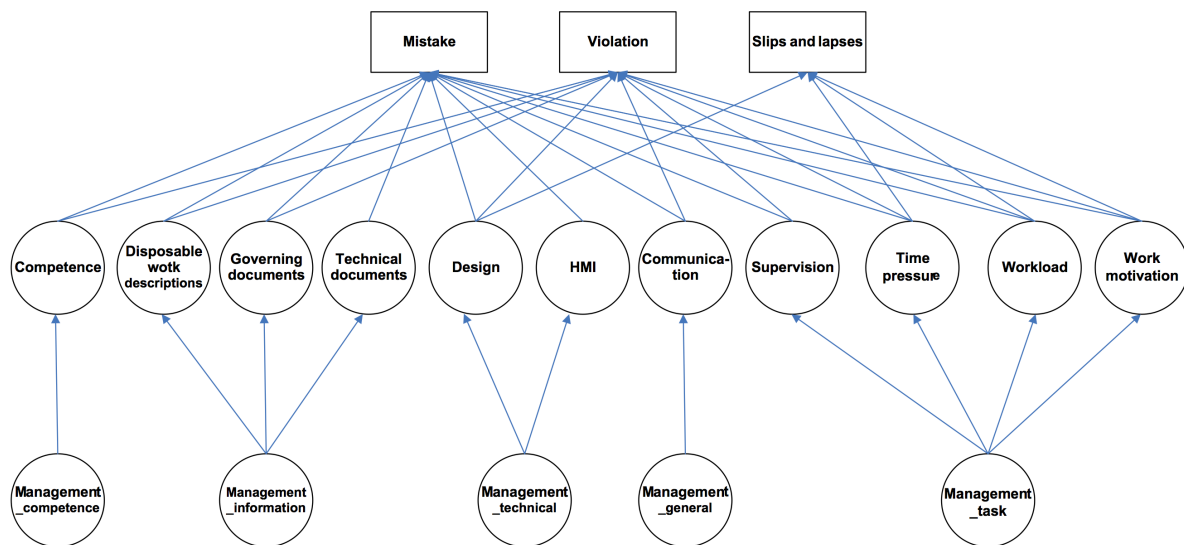 Mistake
Violation
Slips and lapses
Competence
Disposable
wotk
descriptions
Governing
documents
Technical
documents
Design
HMI
Communica-
tion
Supervision
Time
pressure
Workload
Work
motivation
Management
_competence
Management
_information
Management
_technical
Management
_general
Management
_task